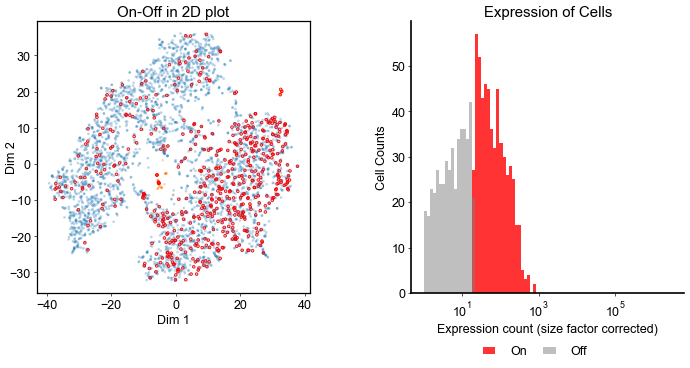 On-Off in 2D plot
Dim 2
30
20
10
0
−10
−20
−30
−40
−20
0
20
40
Dim 1
Expression of Cells
Cell Counts
50
40
30
20
10
0
10^1
10^3
10^5
Expression count (size factor corrected)
On
Off